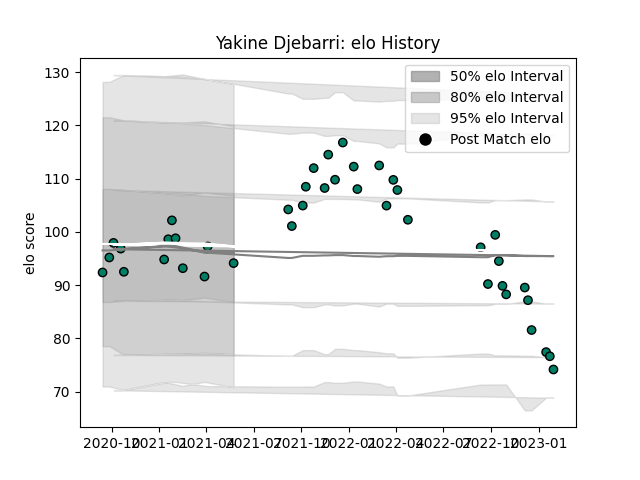 Yakine Djebarri: elo History
elo score
130
120
110
100
90
80
70
50% elo Interval
80% elo Interval
95% elo Interval
Post Match elo
2020-10 2021-01 2021-04 2021-07 2021-10 2022-01 2022-04 2022-07 2022-10 2023-01